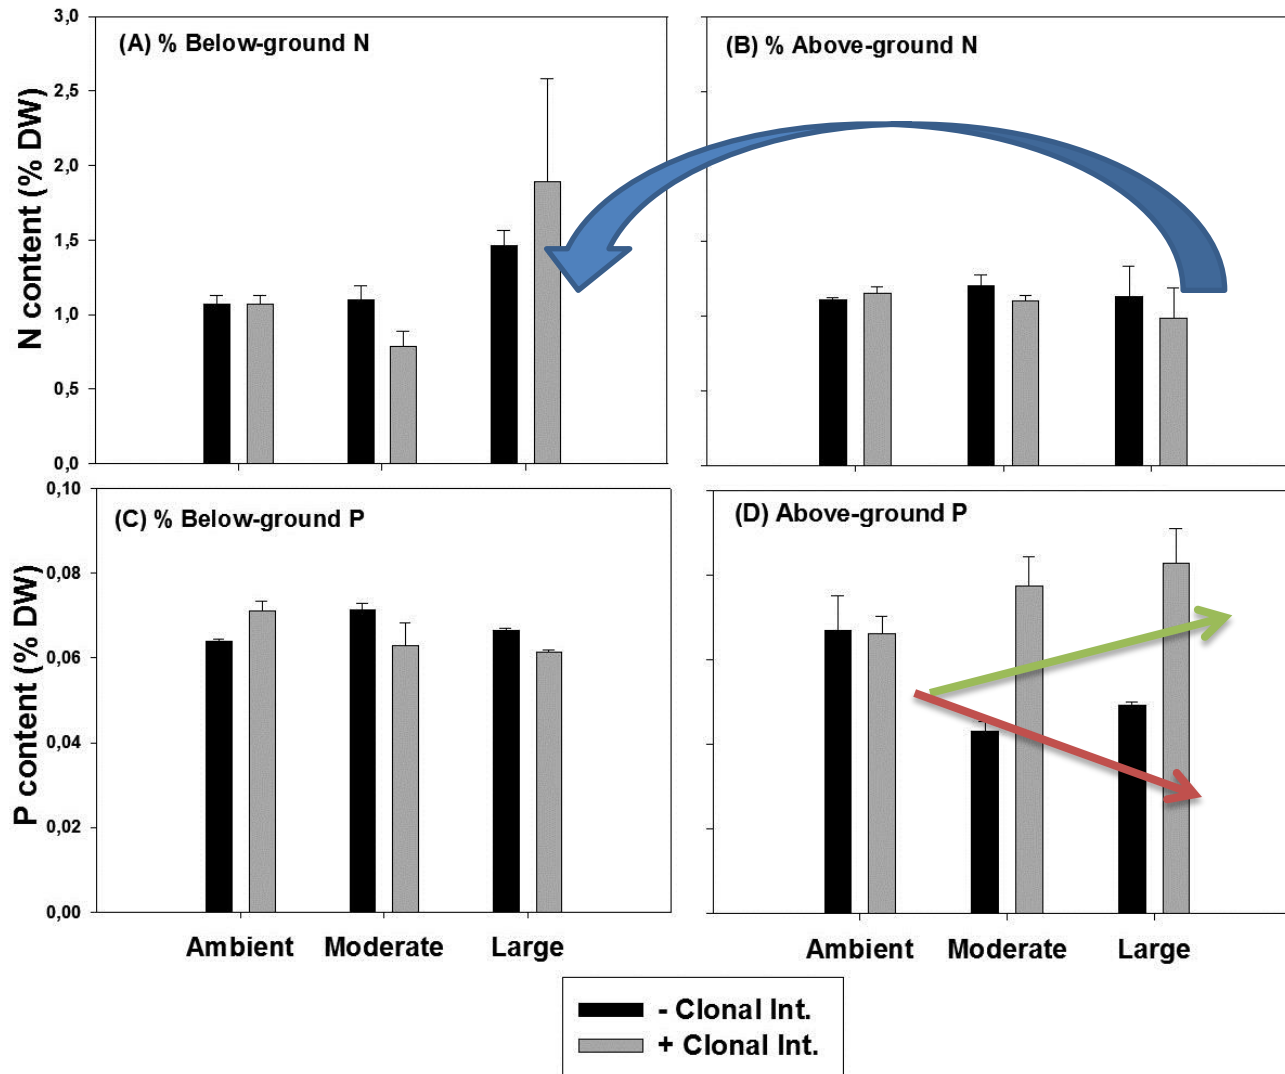 (A) % Below-ground N
(B) % Above-ground N
N content (% DW)
3,0
2,5
2,0
1,5
1,0
0,5
0,0
(C) % Below-ground P
(D) Above-ground P
P content (% DW)
0,10
0,08
0,06
0,04
0,02
0,00
Ambient Moderate Large
Ambient Moderate Large
- Clonal Int.
+ Clonal Int.